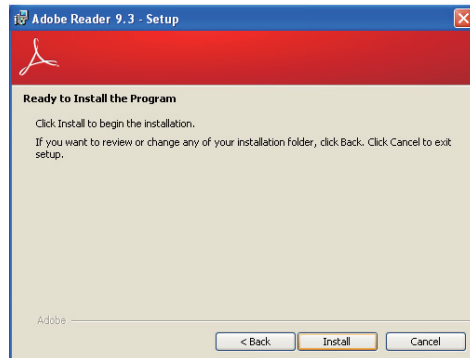 Adobe Reader 9.3 - Setup
Ready to Install the Program
Click Install to begin the installation.
If you want to review or change any of your installation folder, click Back. Click Cancel to exit
setup.
Adobe
< Back Install Cancel